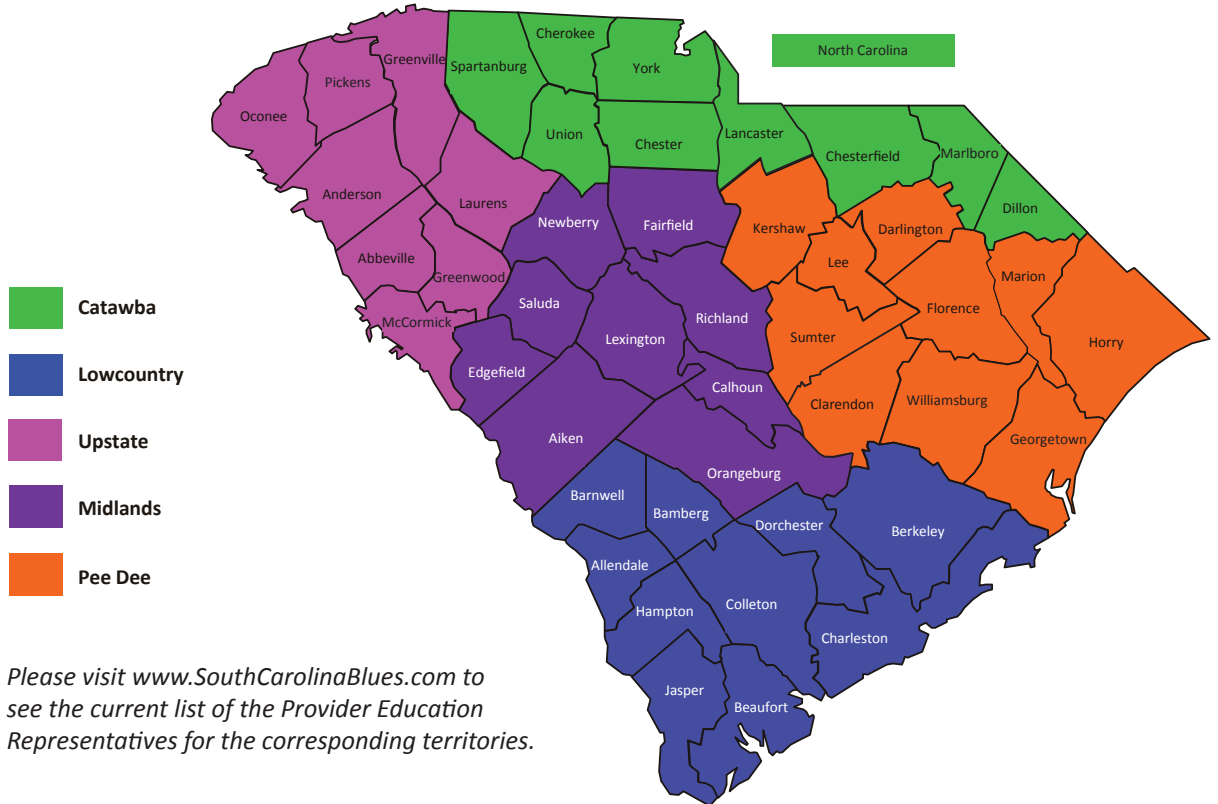 Cherokee
North Carolina
Greenville
Spartanburg
York
Pickens
Oconee
Union
Chester
Lancaster
Chesterfield
Marlboro
Anderson
Laurens
Dillon
Newberry
Fairfield
Kershaw
Darlington
Abbeville
Greenwood
Lee
Marion
Saluda
Florence
McCormick
Richland
Catawba
Lexington
Sumter
Horry
Edgefield
Lowcountry
Calhoun
Clarendon
Williamsburg
Aiken
Georgetown
Upstate
Orangeburg
Barnwell
Midlands
Bamberg
Dorchester
Berkeley
Allendale
Pee Dee
Hampton
Colleton
Charleston
Please visit www.SouthCarolinaBlues.com to
see the current list of the Provider Education
Representatives for the corresponding territories.
Jasper
Beaufort